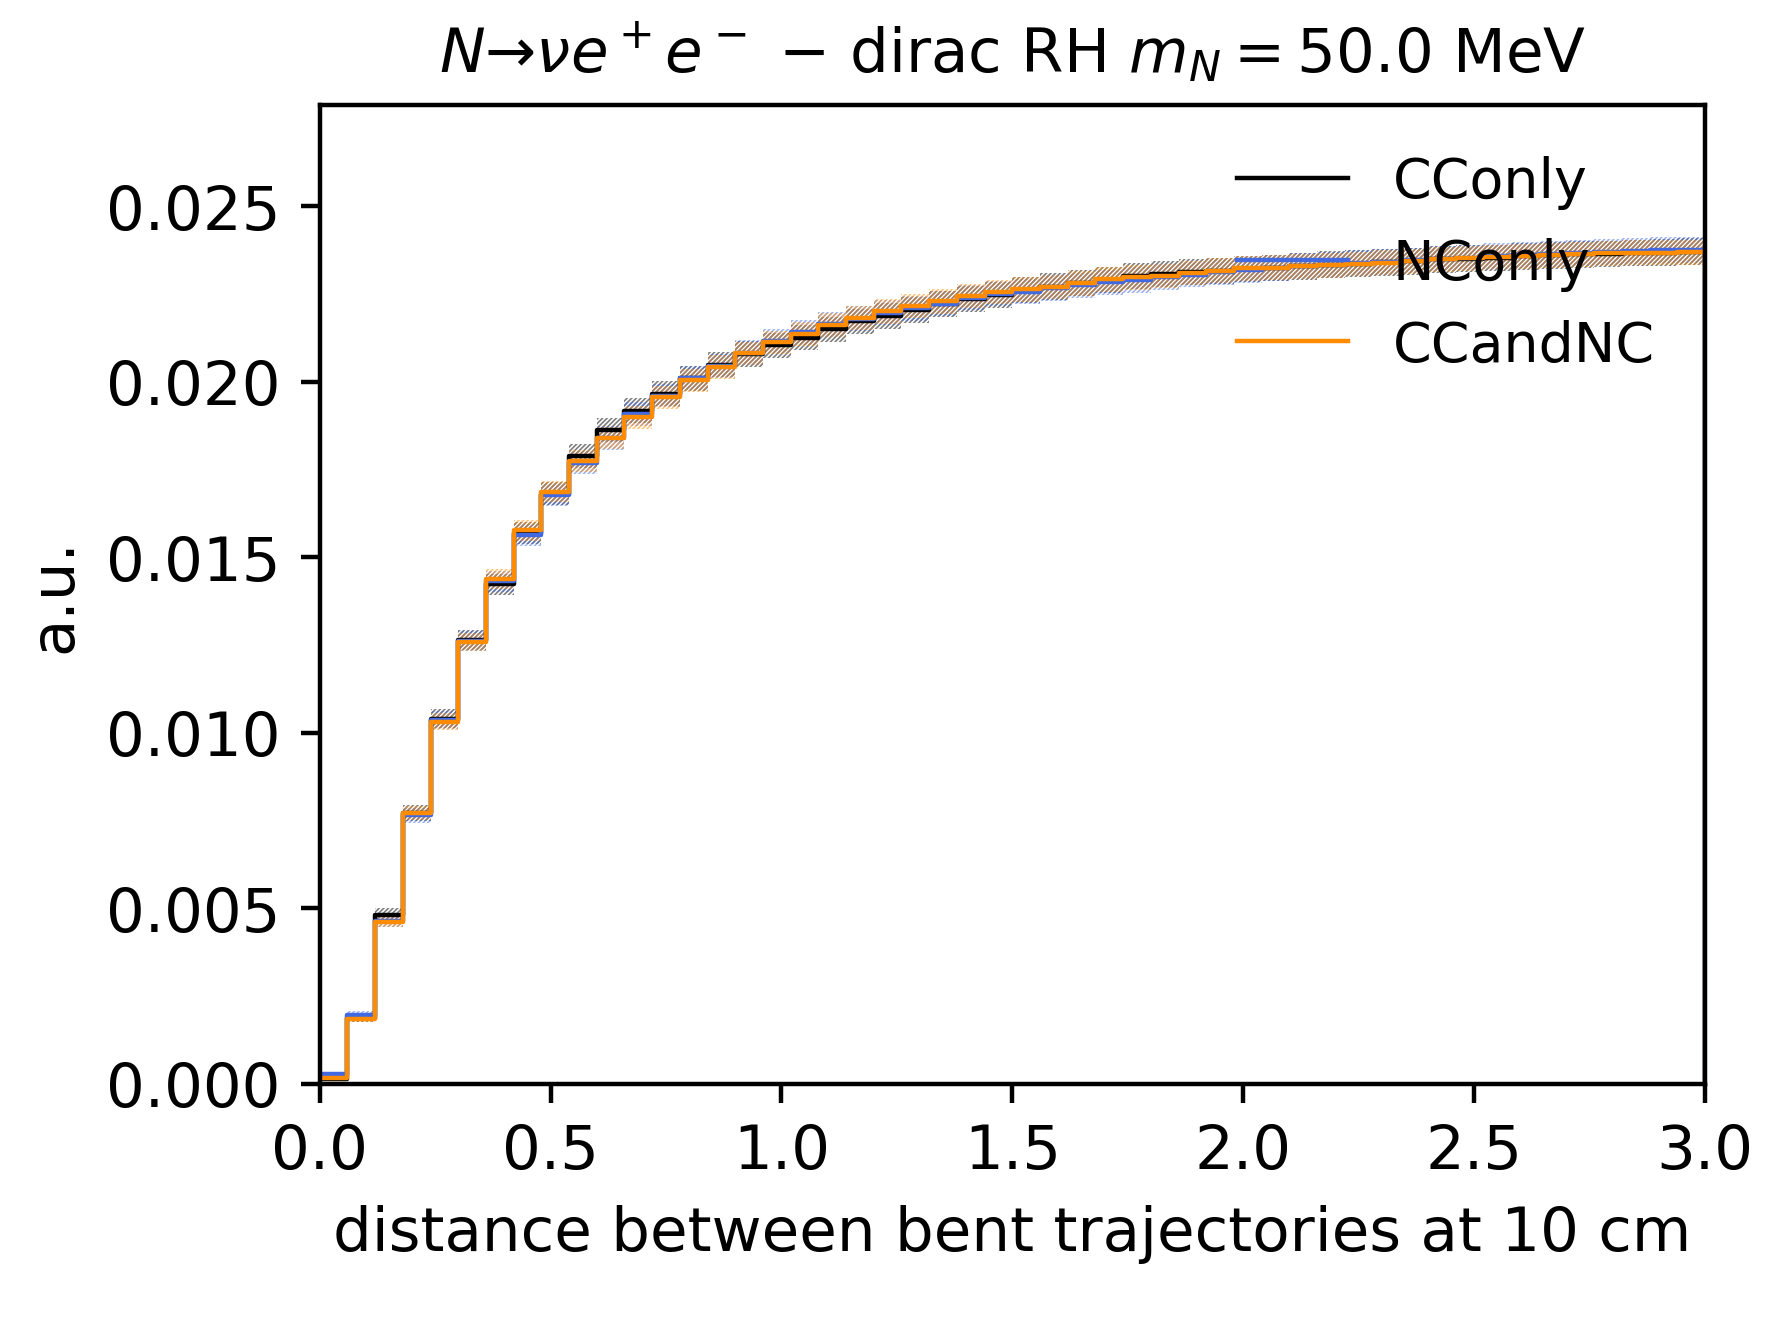 N→νe⁺e⁻ − dirac RH m_N = 50.0 MeV
CConly
NConly
CCandNC
0.025
0.020
0.015
0.010
0.005
0.000
a.u.
0.0 0.5 1.0 1.5 2.0 2.5 3.0
distance between bent trajectories at 10 cm